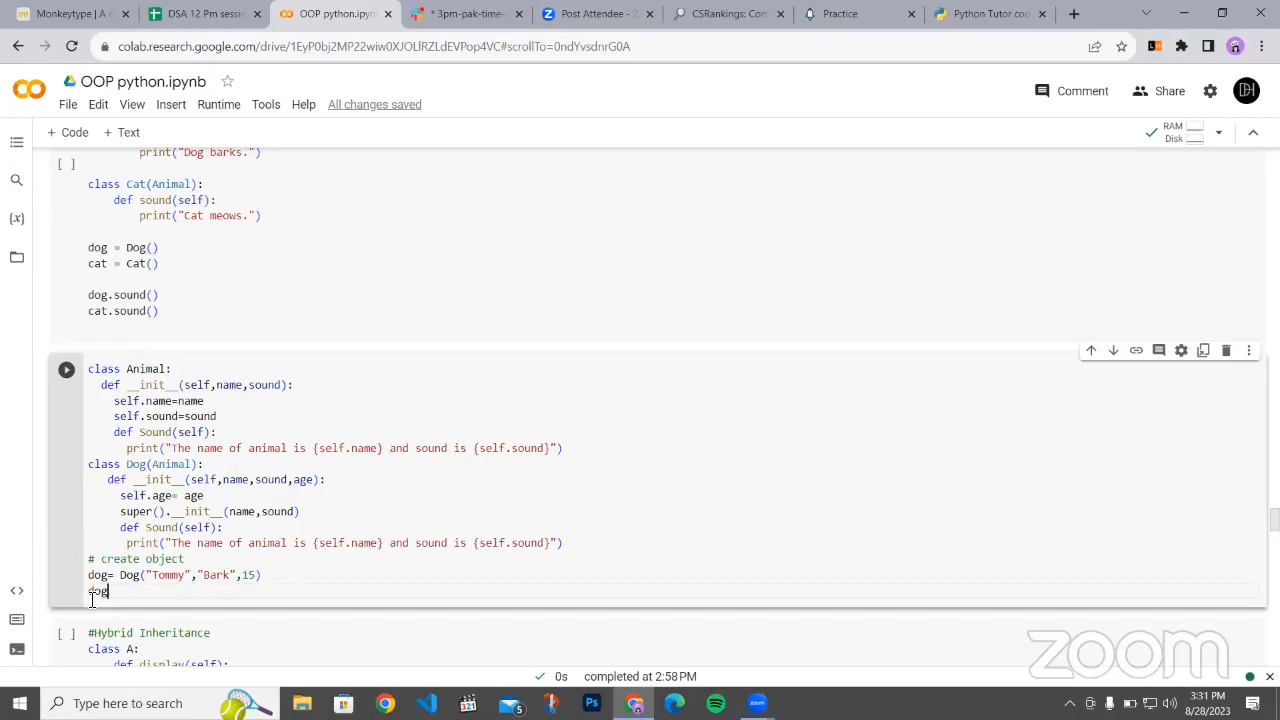 Monkeytype | A
DSA 12 Pm sessi
OOP python.ipynb
* 3pm-pak-time-
Post Attendee - Z
CSRankings: Com
Practice
Python Tutor cod
colab.research.google.com/drive/1EyP0bj2MP22wiw0XJOLlRZLdEVPop4VC#scrollTo=0ndYvsdnrG0A
OOP python.ipynb
File Edit View Insert Runtime Tools Help All changes saved
Comment Share DH
+ Code + Text
RAM
Disk
print("Dog barks.")
[ ]
class Cat(Animal):
def sound(self):
print("Cat meows.")
dog = Dog()
cat = Cat()
dog.sound()
cat.sound()
class Animal:
def __init__(self,name,sound):
self.name=name
self.sound=sound
def Sound(self):
print("The name of animal is {self.name} and sound is {self.sound}")
class Dog(Animal):
def __init__(self,name,sound,age):
self.age= age
super().__init__(name,sound)
def Sound(self):
print("The name of animal is {self.name} and sound is {self.sound}")
# create object
dog= Dog("Tommy","Bark",15)
dog
[ ] #Hybrid Inheritance
class A:
def display(self):
zoom
0s completed at 2:58 PM
Type here to search
5
3:31 PM
8/28/2023